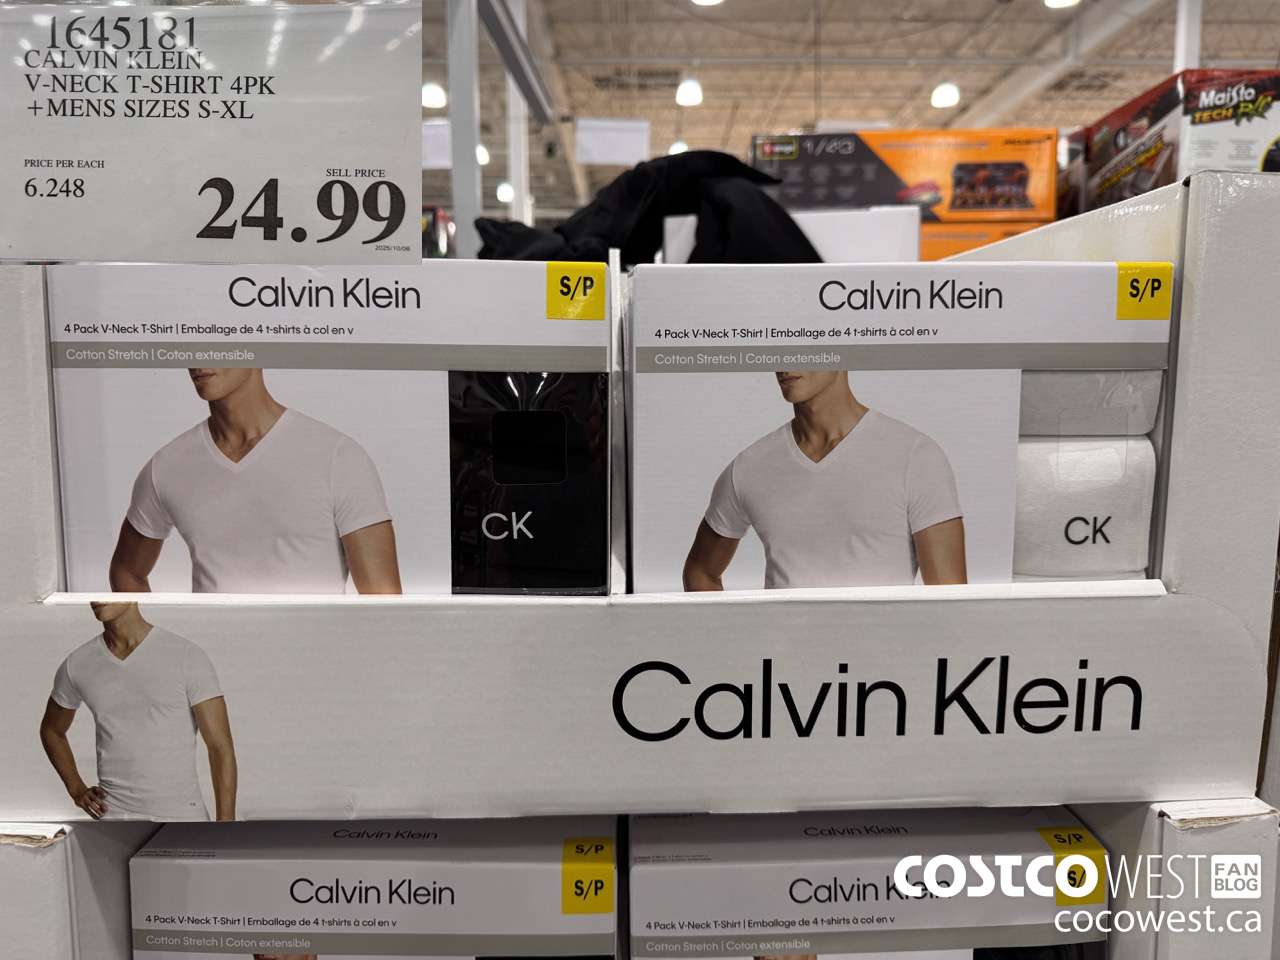 1645181
CALVIN KLEIN
V-NECK T-SHIRT 4PK
+MENS SIZES S-XL
PRICE PER EACH
6.248
SELL PRICE
24.99
Maisto
TECH R/C
1/43
Calvin Klein
S/P
4 Pack V-Neck T-Shirt | Emballage de 4 t-shirts à col en v
Cotton Stretch | Coton extensible
CK
Calvin Klein
S/P
4 Pack V-Neck T-Shirt | Emballage de 4 t-shirts à col en v
Cotton Stretch | Coton extensible
CK
Calvin Klein
Calvin Klein
S/P
Calvin Klein
S/P
4 Pack V-Neck T-Shirt | Emballage de 4 t-shirts à col en v
Cotton Stretch | Coton extensible
Calvin Klein
S/P
Calvin Klein
S/
4 Pack V-Neck T-Shirt | Emballage de 4 t-shirts à col en v
Cotton Stretch | Coton extensible
COSTCO WEST FAN BLOG
cocowest.ca